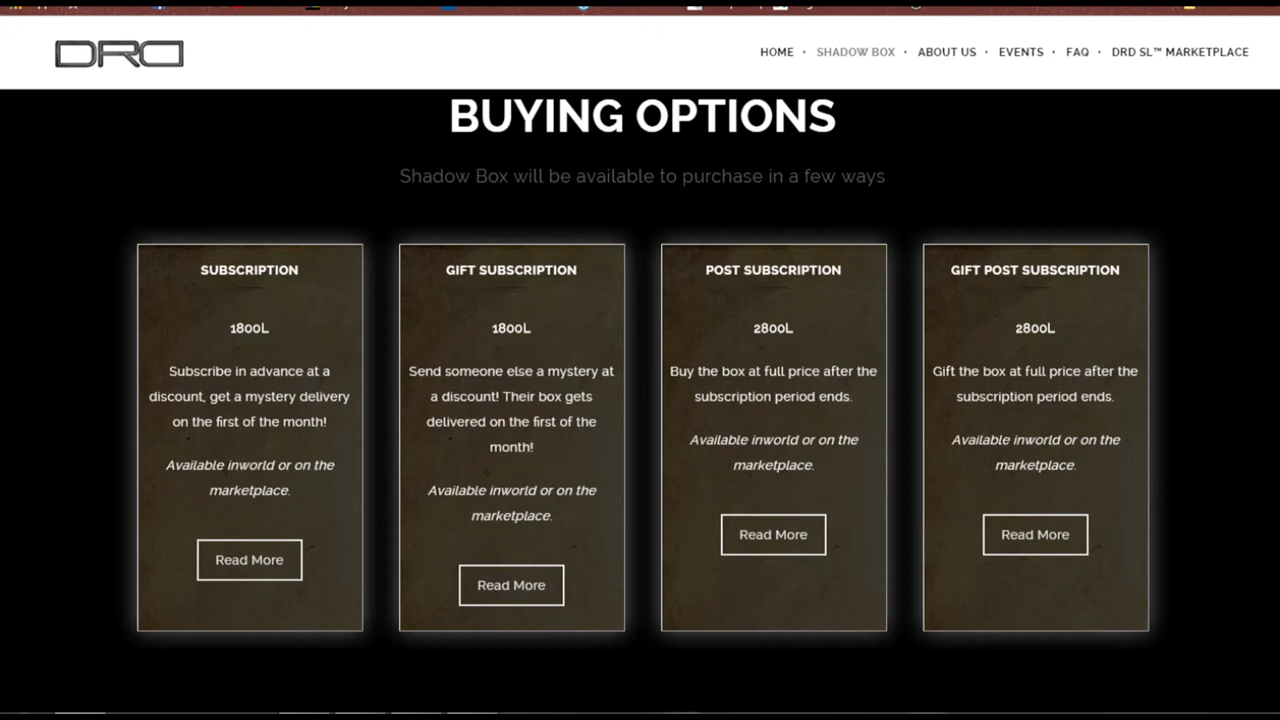 DRD
HOME · SHADOW BOX · ABOUT US · EVENTS · FAQ · DRD SL™ MARKETPLACE
BUYING OPTIONS
Shadow Box will be available to purchase in a few ways
SUBSCRIPTION
1800L
Subscribe in advance at a
discount, get a mystery delivery
on the first of the month!
Available inworld or on the
marketplace.
Read More
GIFT SUBSCRIPTION
1800L
Send someone else a mystery at
a discount! Their box gets
delivered on the first of the
month!
Available inworld or on the
marketplace.
Read More
POST SUBSCRIPTION
2800L
Buy the box at full price after the
subscription period ends.
Available inworld or on the
marketplace.
Read More
GIFT POST SUBSCRIPTION
2800L
Gift the box at full price after the
subscription period ends.
Available inworld or on the
marketplace.
Read More